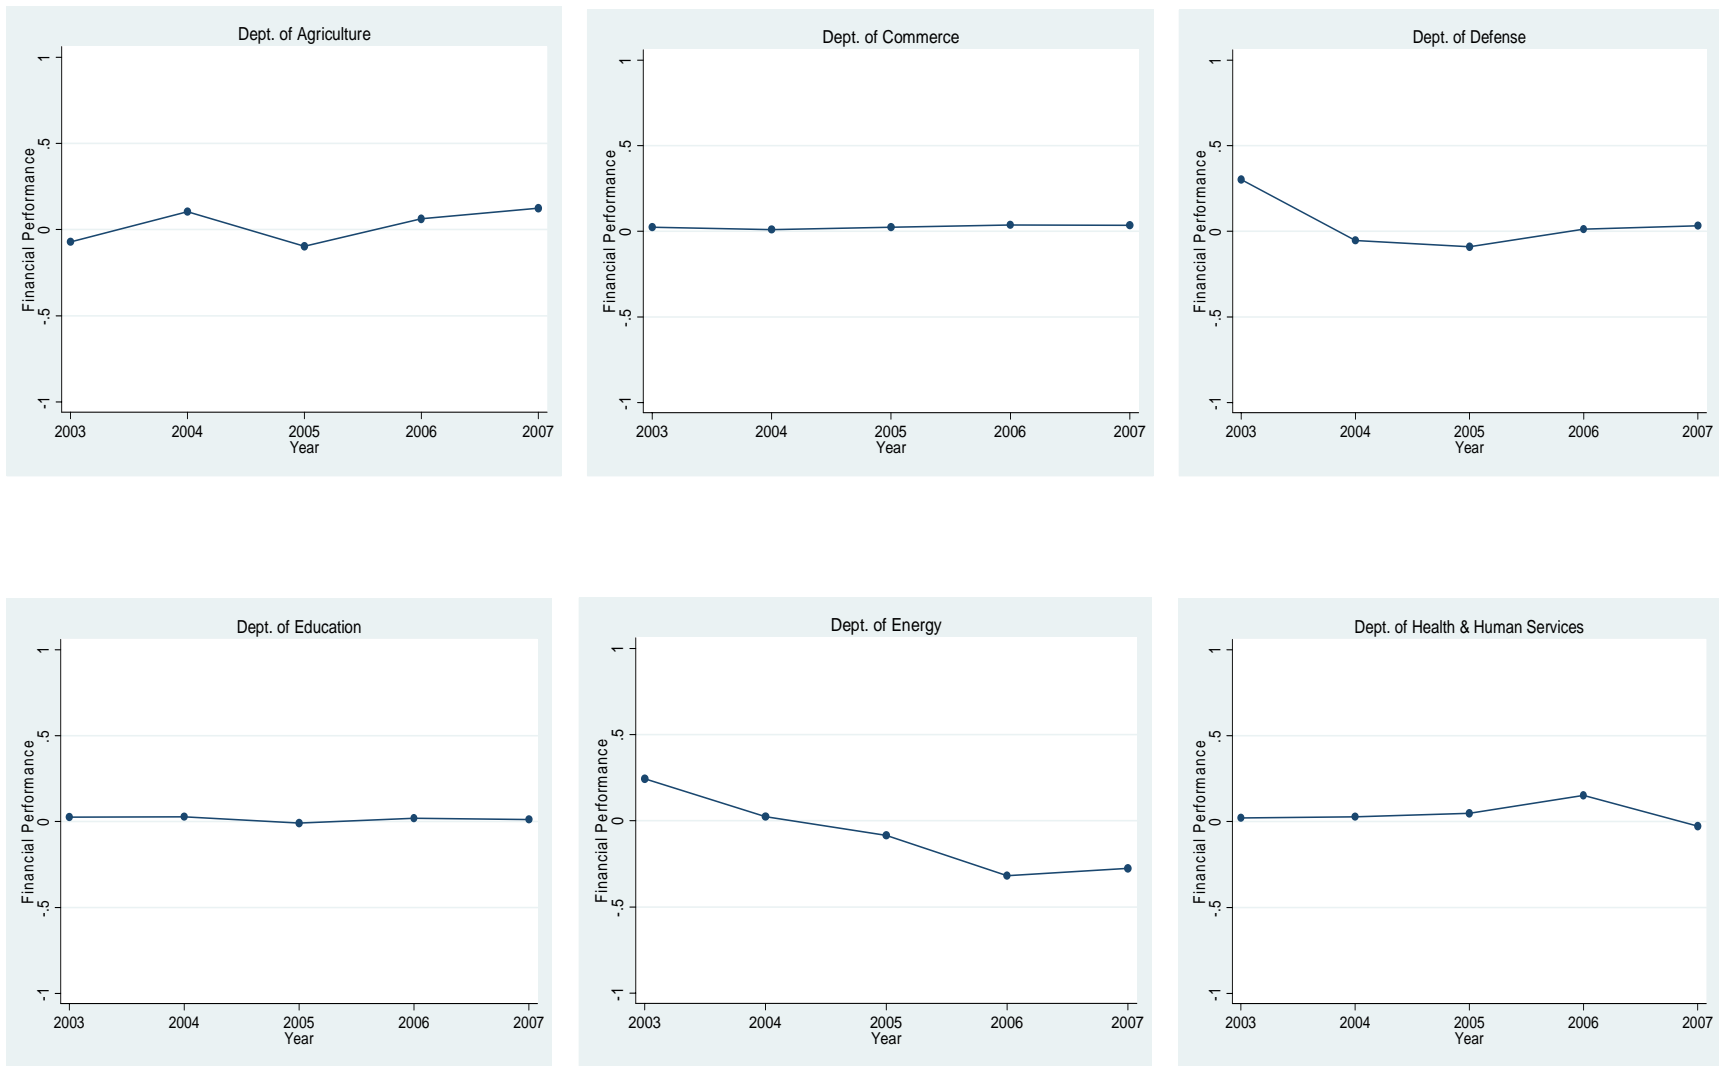 Dept. of Agriculture
Financial Performance
1
.5
0
-.5
-1
2003 2004 2005 2006 2007
Year
Dept. of Commerce
Financial Performance
1
.5
0
-.5
-1
2003 2004 2005 2006 2007
Year
Dept. of Defense
Financial Performance
1
.5
0
-.5
-1
2003 2004 2005 2006 2007
Year
Dept. of Education
Financial Performance
1
.5
0
-.5
-1
2003 2004 2005 2006 2007
Year
Dept. of Energy
Financial Performance
1
.5
0
-.5
-1
2003 2004 2005 2006 2007
Year
Dept. of Health & Human Services
Financial Performance
1
.5
0
-.5
-1
2003 2004 2005 2006 2007
Year